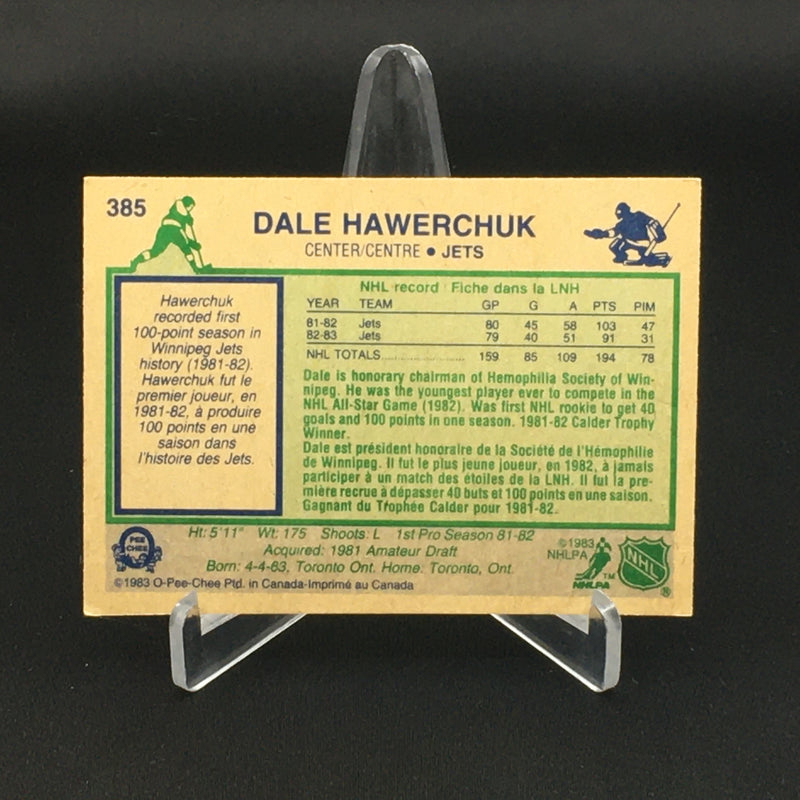 385
DALE HAWERCHUK
CENTER/CENTRE • JETS
Hawerchuk
recorded first
100-point season in
Winnipeg Jets
history (1981-82).
Hawerchuk fut le
premier joueur, en
1981-82, à produire
100 points en une
saison dans
l'histoire des Jets.
NHL record Fiche dans la LNH
YEAR TEAM GP G A PTS PIM
81-82 Jets 80 45 58 103 47
82-83 Jets 79 40 51 91 31
NHL TOTALS 159 85 109 194 78
Dale is honorary chairman of Hemophilia Society of Win-
nipeg. He was the youngest player ever to compete in the
NHL All-Star Game (1982). Was first NHL rookie to get 40
goals and 100 points in one season. 1981-82 Calder Trophy
Winner.
Dale est président honoraire de la Société de l'Hémophilie
de Winnipeg. Il fut le plus jeune joueur, en 1982, à jamais
participer à un match des étoiles de la LNH. Il ful la pre-
mière recrue à dépasser 40 buts et 100 points en une saison.
Gagnant du Trophée Calder pour 1981-82.
Ht: 5'11" Wt: 175 Shoots: L 1st Pro Season 81-82
Acquired: 1981 Amateur Draft
Born: 4-4-63, Toronto Ont. Home: Toronto, Ont.
©1983 O-Pee-Chee Ptd. in Canada-Imprimé au Canada
O-PEE-CHEE
©1983
NHLPA
NHLPA
TM
NHL
®